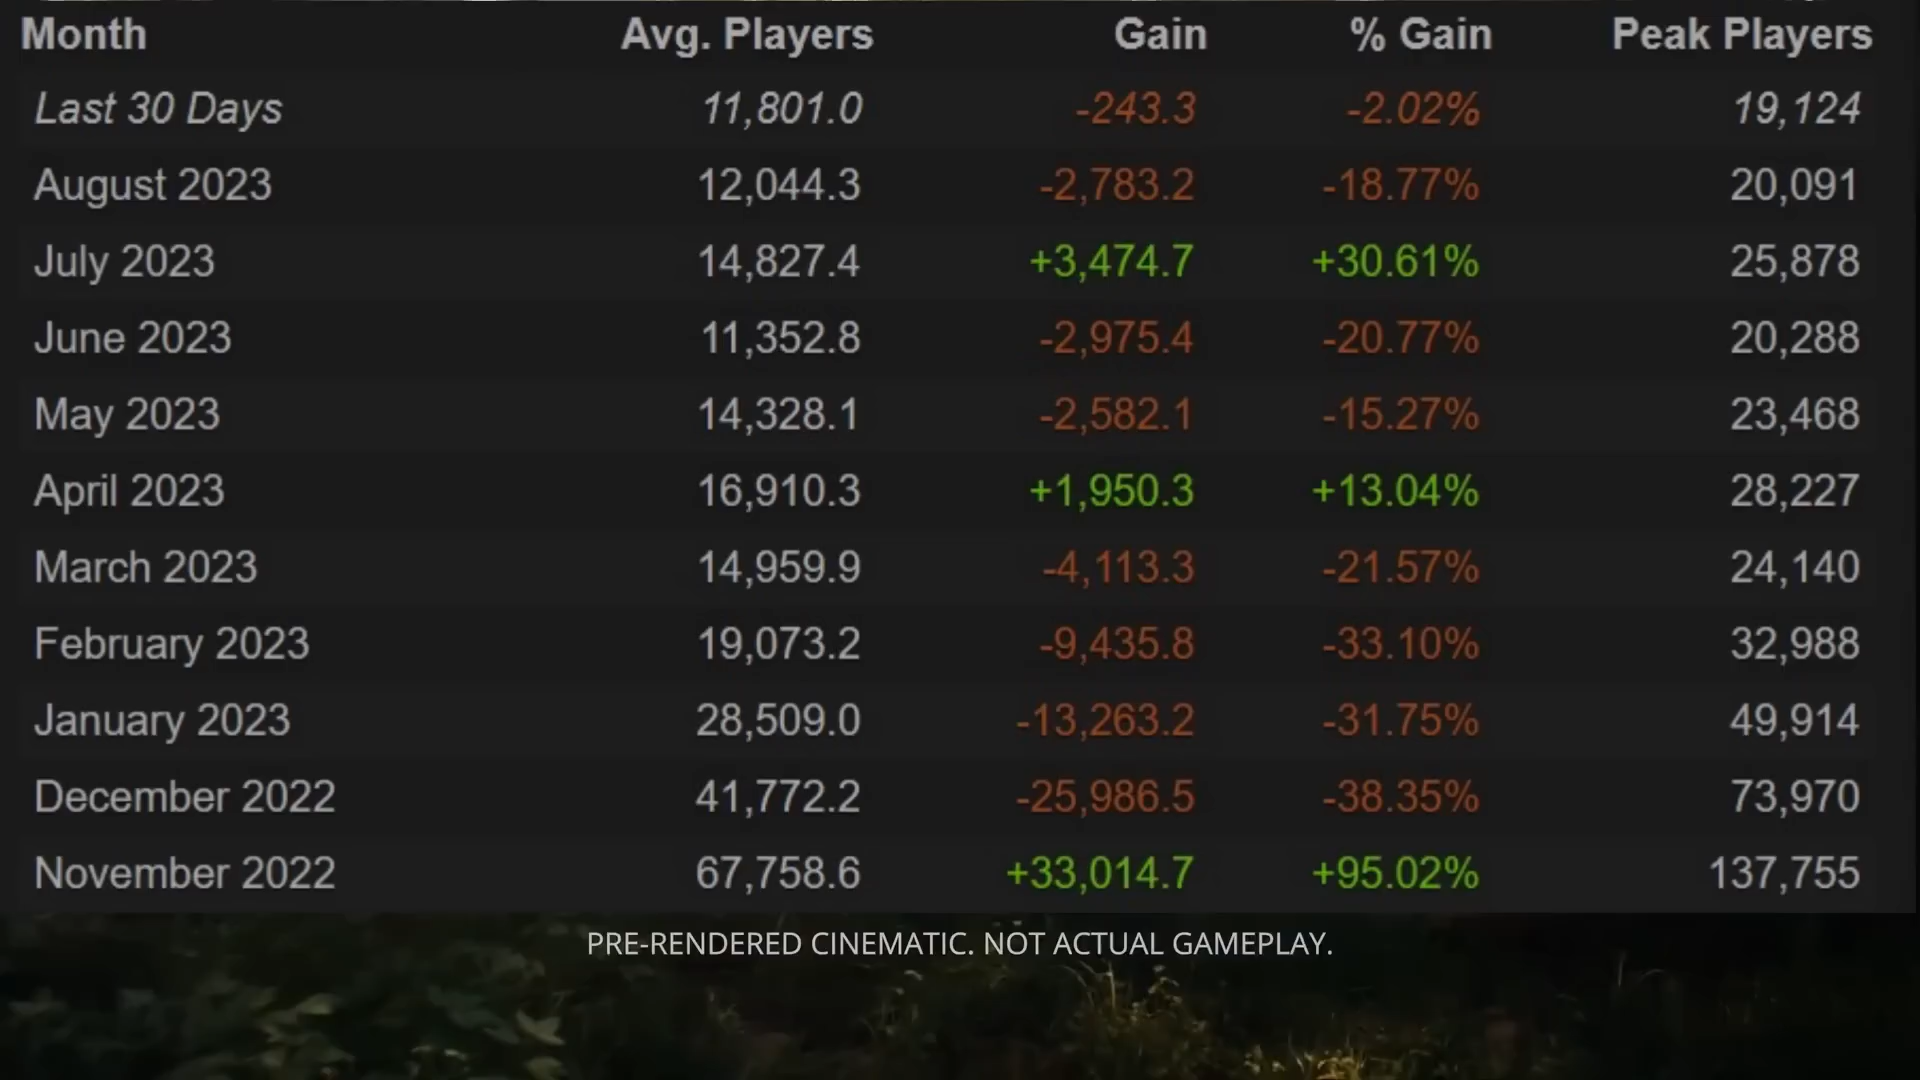 Month Avg. Players Gain % Gain Peak Players
Last 30 Days 11,801.0 -243.3 -2.02% 19,124
August 2023 12,044.3 -2,783.2 -18.77% 20,091
July 2023 14,827.4 +3,474.7 +30.61% 25,878
June 2023 11,352.8 -2,975.4 -20.77% 20,288
May 2023 14,328.1 -2,582.1 -15.27% 23,468
April 2023 16,910.3 +1,950.3 +13.04% 28,227
March 2023 14,959.9 -4,113.3 -21.57% 24,140
February 2023 19,073.2 -9,435.8 -33.10% 32,988
January 2023 28,509.0 -13,263.2 -31.75% 49,914
December 2022 41,772.2 -25,986.5 -38.35% 73,970
November 2022 67,758.6 +33,014.7 +95.02% 137,755
PRE-RENDERED CINEMATIC. NOT ACTUAL GAMEPLAY.